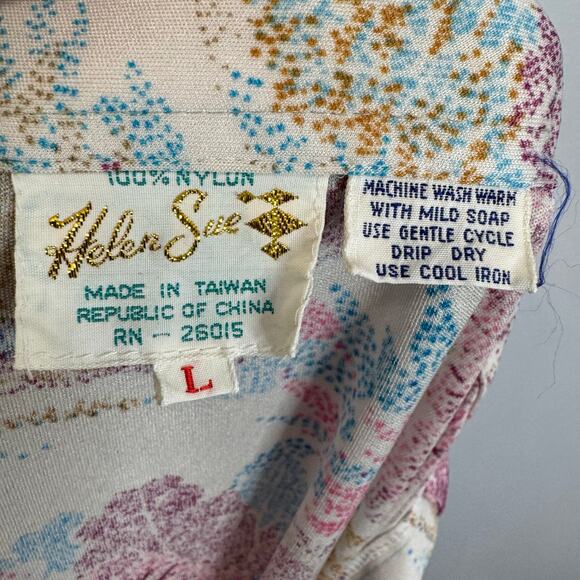 100% NYLON
Helen Sue
MADE IN TAIWAN
REPUBLIC OF CHINA
RN — 26015
L
MACHINE WASH WARM
WITH MILD SOAP
USE GENTLE CYCLE
DRIP DRY
USE COOL IRON